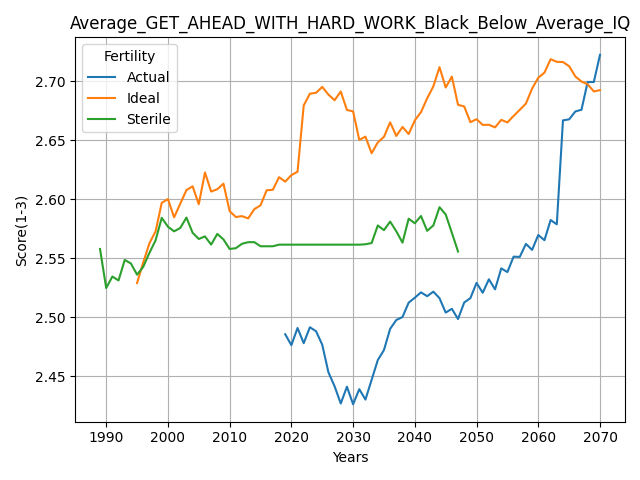 Average_GET_AHEAD_WITH_HARD_WORK_Black_Below_Average_IQ
Fertility
Actual
Ideal
Sterile
Score(1-3)
2.70
2.65
2.60
2.55
2.50
2.45
1990 2000 2010 2020 2030 2040 2050 2060 2070
Years